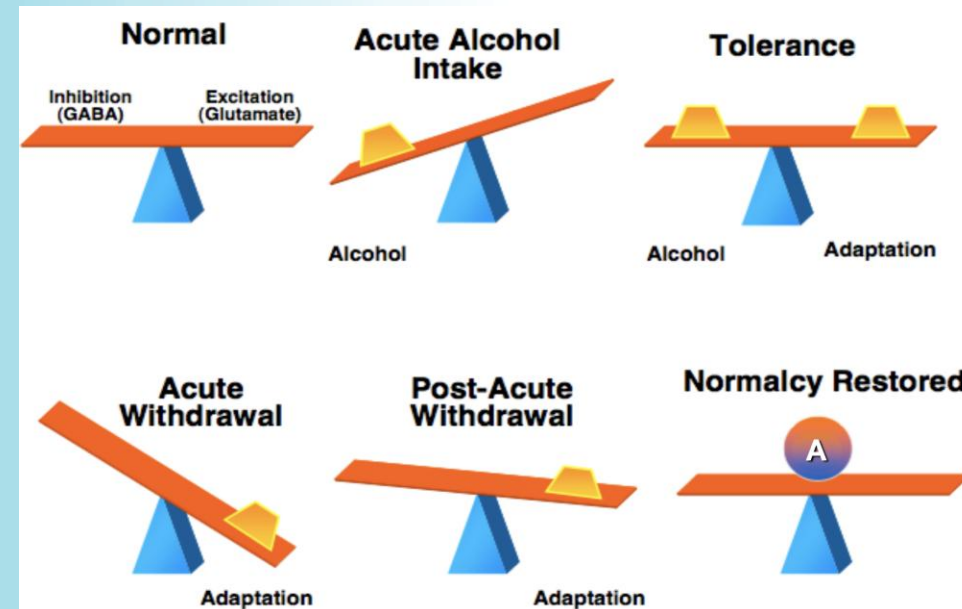 Normal
Inhibition
(GABA)
Excitation
(Glutamate)
Acute Alcohol
Intake
Alcohol
Tolerance
Alcohol
Adaptation
Acute
Withdrawal
Adaptation
Post-Acute
Withdrawal
Adaptation
Normalcy Restored
A